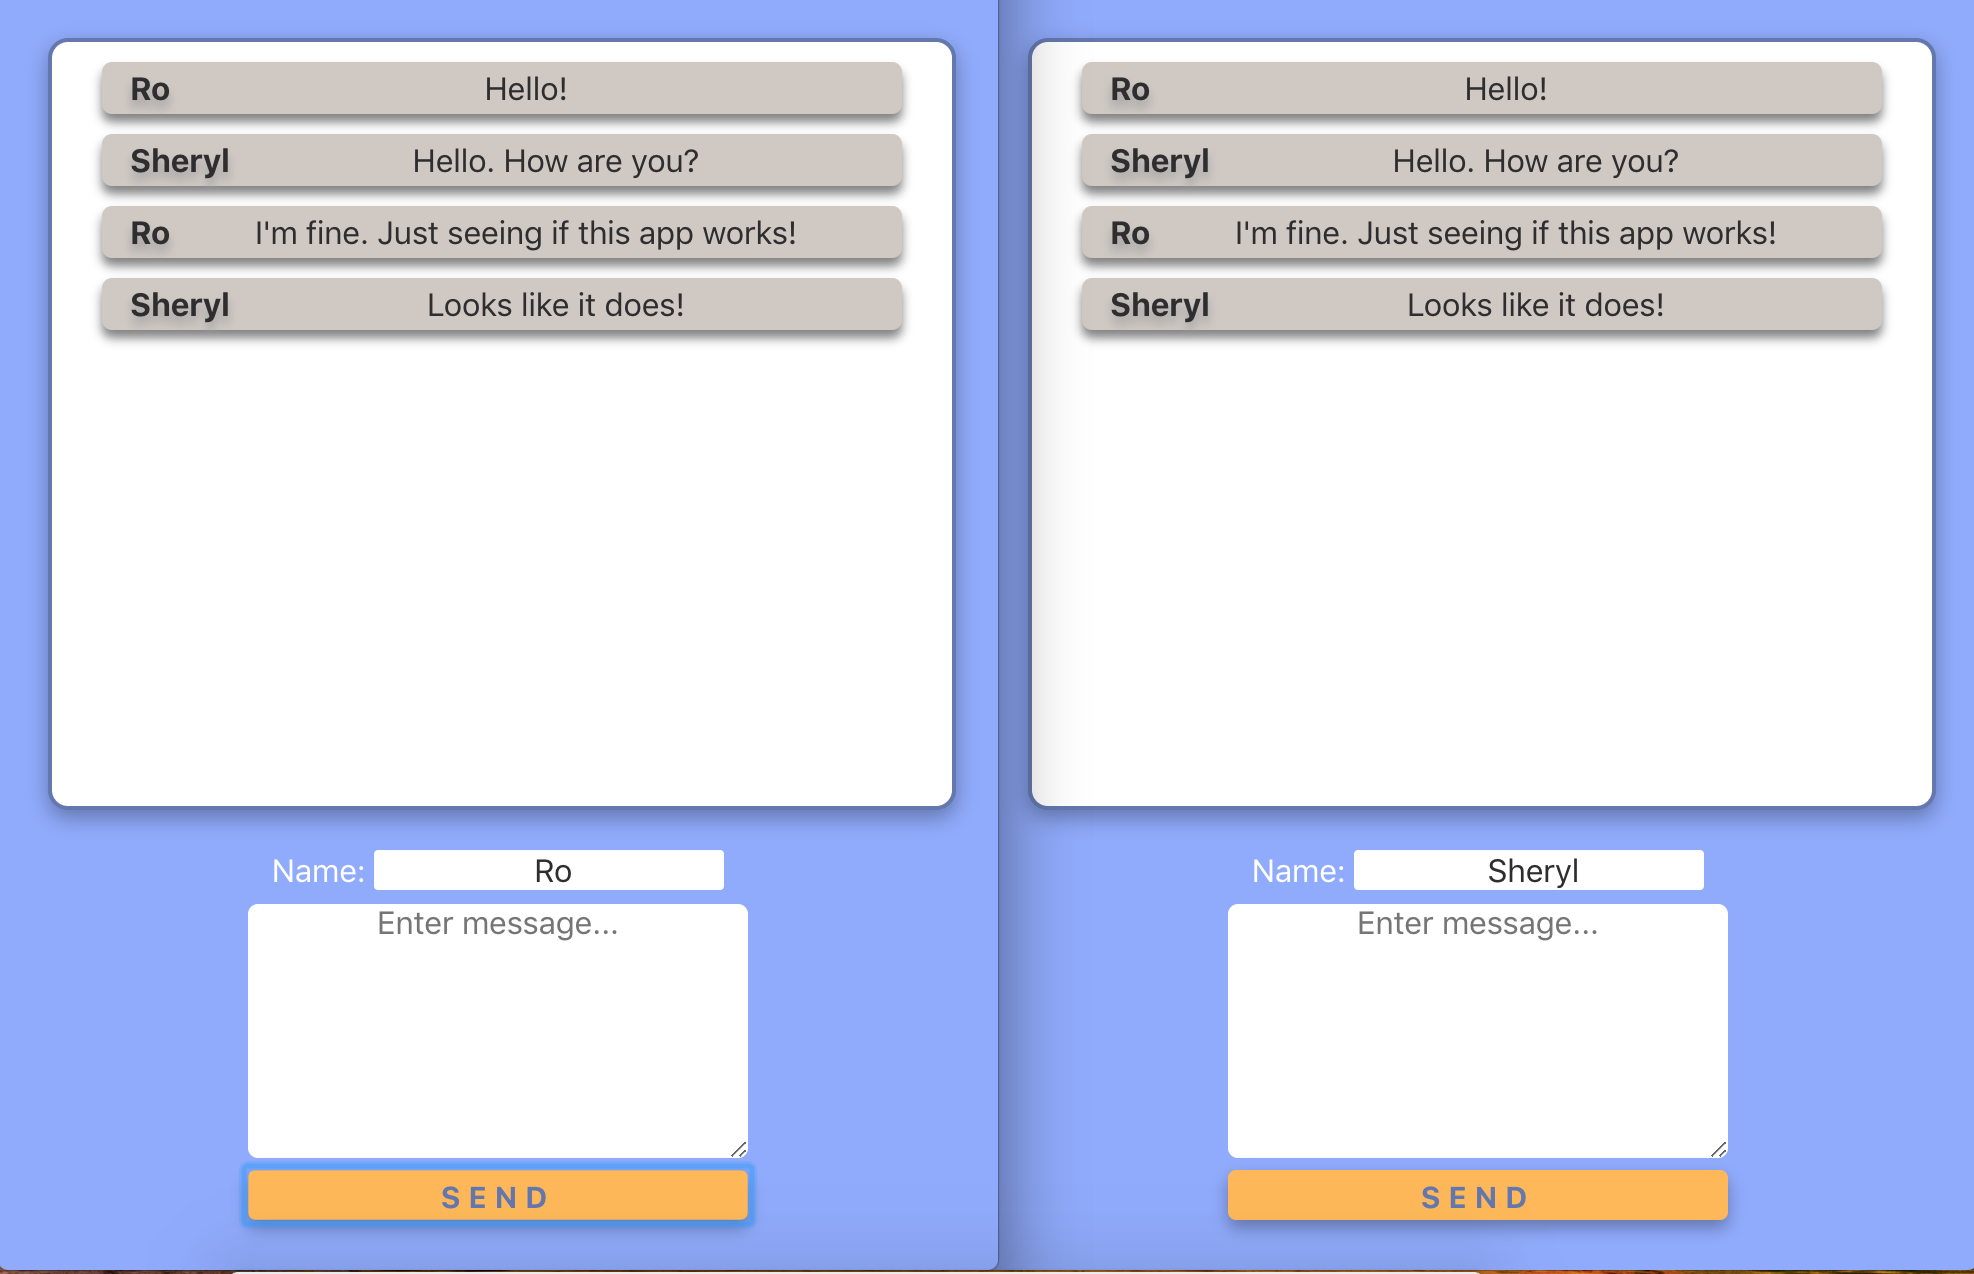 Ro Hello!
Sheryl Hello. How are you?
Ro I'm fine. Just seeing if this app works!
Sheryl Looks like it does!
Name: Ro
Enter message...
SEND
Ro Hello!
Sheryl Hello. How are you?
Ro I'm fine. Just seeing if this app works!
Sheryl Looks like it does!
Name: Sheryl
Enter message...
SEND